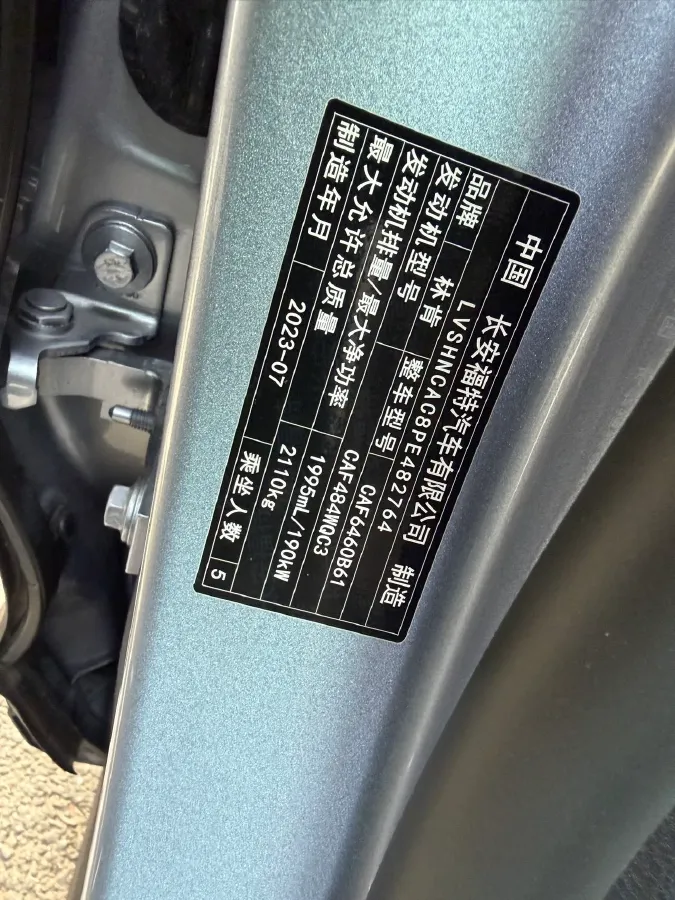 中国 长安福特汽车有限公司 制造
LVSHNCAC8PE482764
品牌 林肯 整车型号 CAF6460B61
发动机型号 CAF484WQC3
发动机排量/最大净功率 1995mL/190kW
最大允许总质量 2110kg
制造年月 2023-07 乘坐人数 5